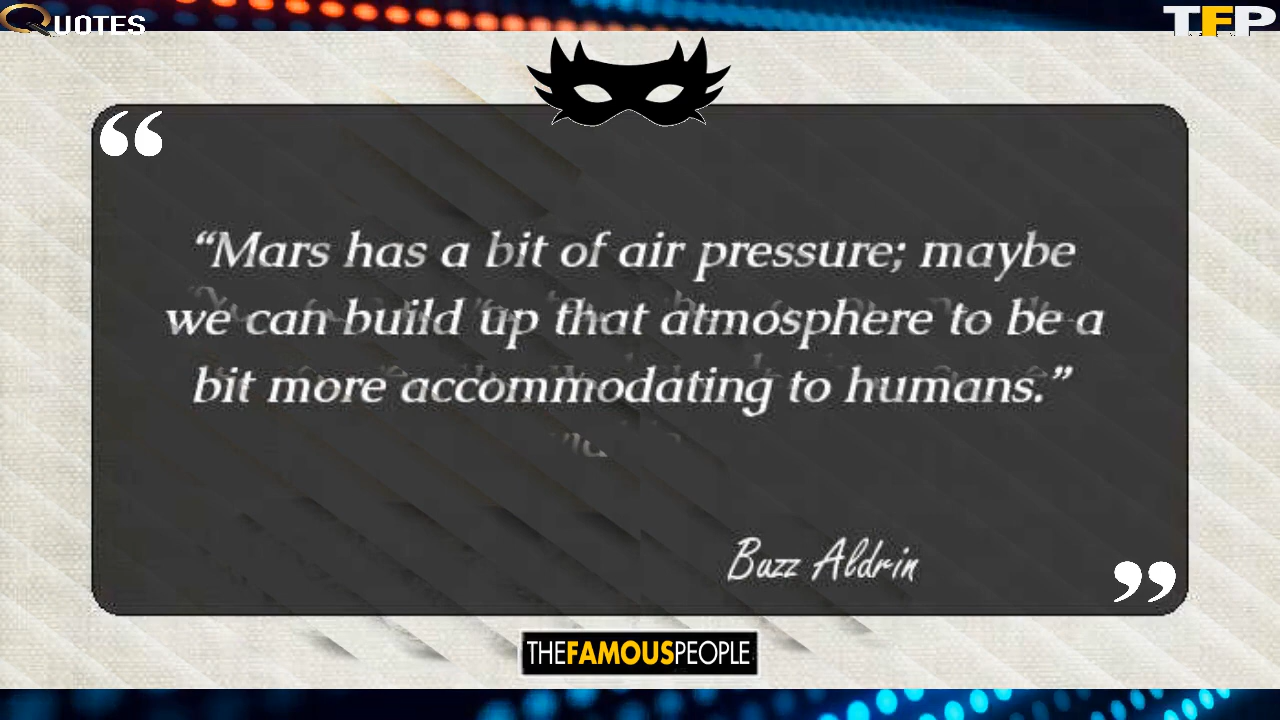 QUOTES
TFP
“
“Mars has a bit of air pressure; maybe
we can build up that atmosphere to be a
bit more accommodating to humans.”
Buzz Aldrin
”
THEFAMOUSPEOPLE